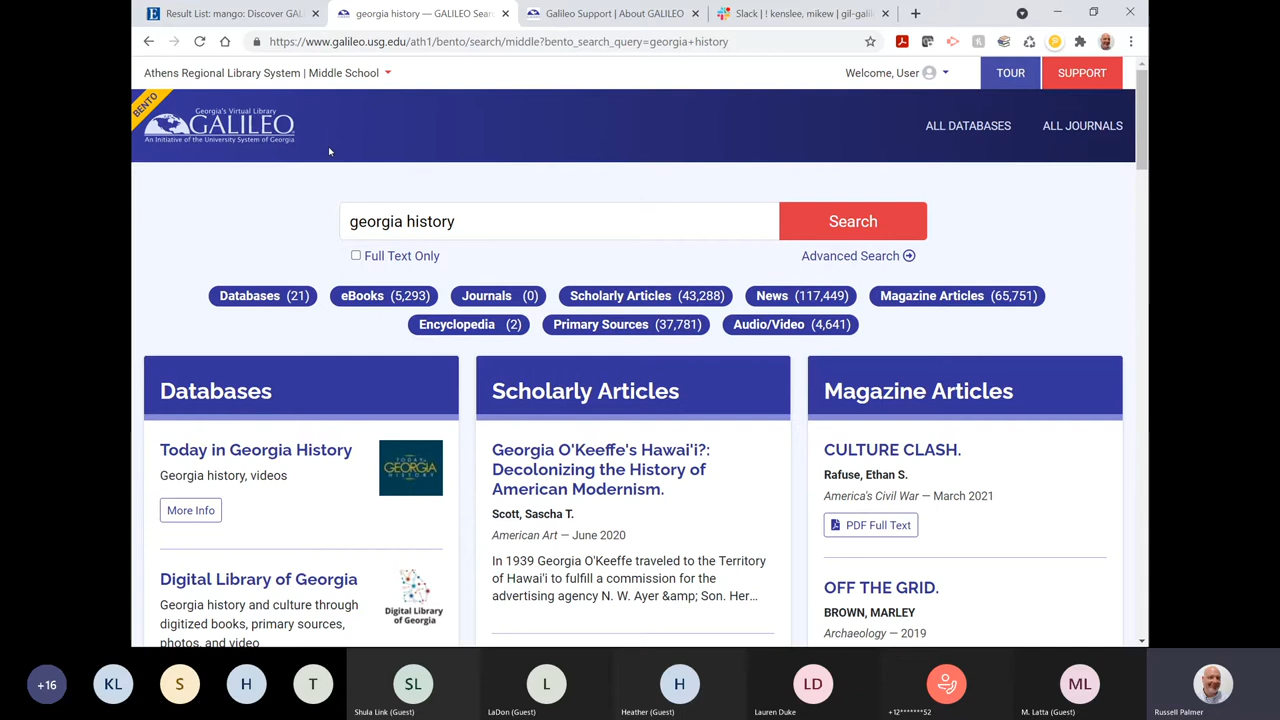 Result List: mango: Discover GAL
georgia history — GALILEO Sear
Galileo Support | About GALILEO
Slack | ! kenslee, mikew | gil-gali
https://www.galileo.usg.edu/ath1/bento/search/middle?bento_search_query=georgia+history
Athens Regional Library System | Middle School
Welcome, User
TOUR
SUPPORT
BENTO
Georgia's Virtual Library
GALILEO
An Initiative of the University System of Georgia
ALL DATABASES
ALL JOURNALS
georgia history
Search
Full Text Only
Advanced Search
Databases (21)
eBooks (5,293)
Journals (0)
Scholarly Articles (43,288)
News (117,449)
Magazine Articles (65,751)
Encyclopedia (2)
Primary Sources (37,781)
Audio/Video (4,641)
Databases
Today in Georgia History
Georgia history, videos
More Info
TODAY IN
GEORGIA
HISTORY
Digital Library of Georgia
Georgia history and culture through
digitized books, primary sources,
photos, and video
Digital Library
of Georgia
Scholarly Articles
Georgia O'Keeffe's Hawai'i?:
Decolonizing the History of
American Modernism.
Scott, Sascha T.
American Art — June 2020
In 1939 Georgia O'Keeffe traveled to the Territory
of Hawai'i to fulfill a commission for the
advertising agency N. W. Ayer &amp; Son. Her...
Magazine Articles
CULTURE CLASH.
Rafuse, Ethan S.
America's Civil War — March 2021
PDF Full Text
OFF THE GRID.
BROWN, MARLEY
Archaeology — 2019
+16
KL
S
H
T
SL
Shula Link (Guest)
L
LaDon (Guest)
H
Heather (Guest)
LD
Lauren Duke
+12*******52
ML
M. Latta (Guest)
Russell Palmer